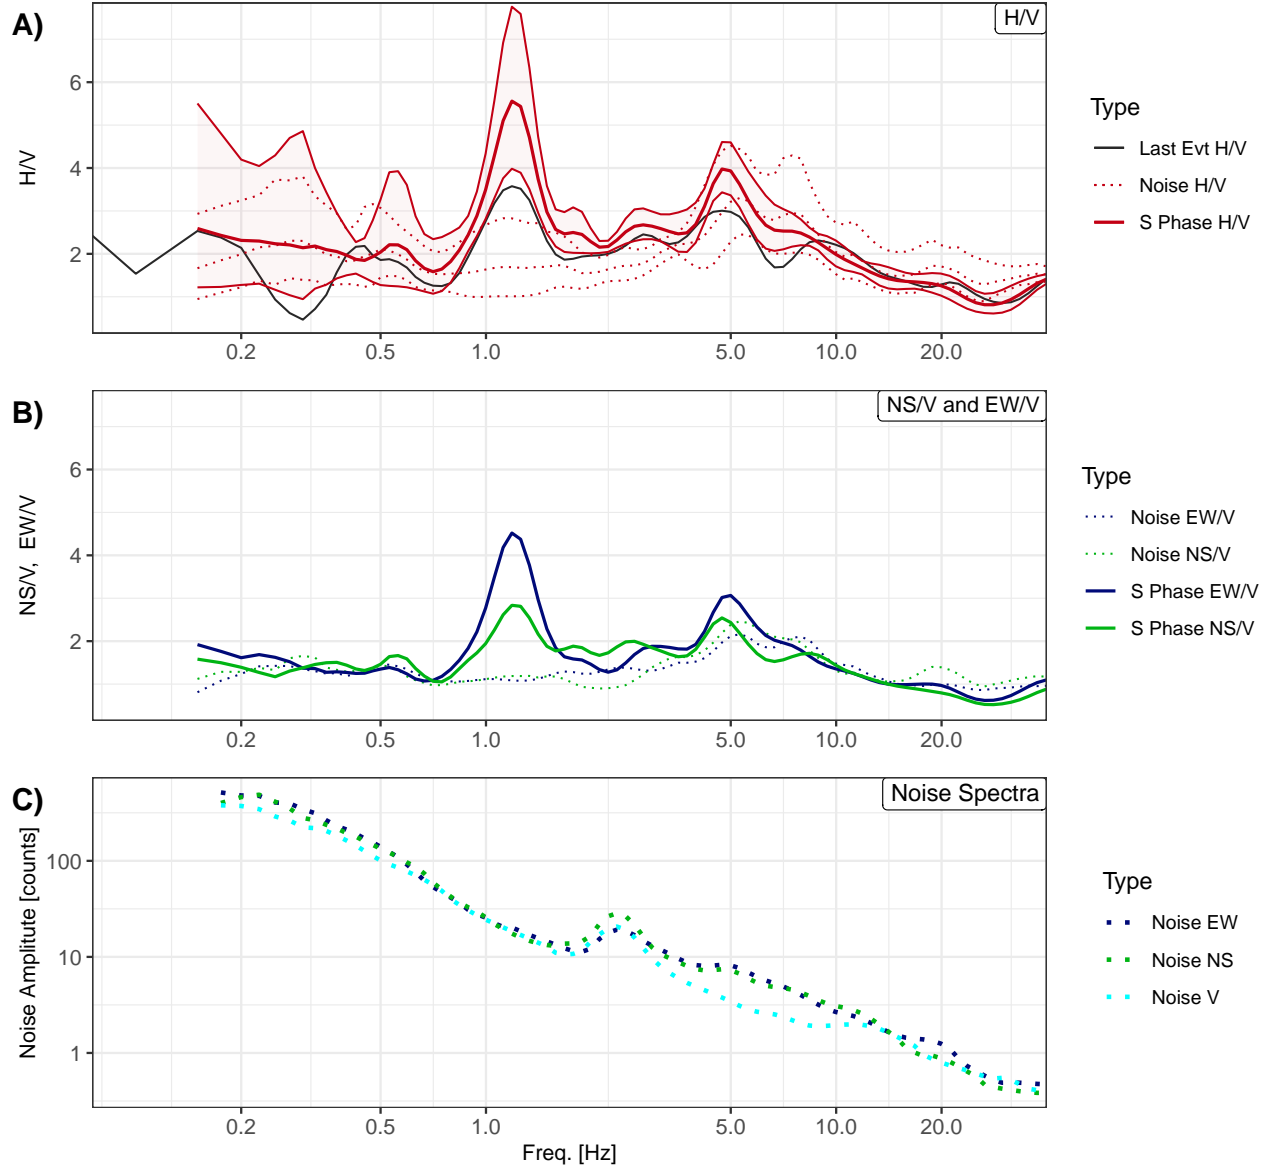 A)
H/V
H/V
6
4
2
0.2 0.5 1.0 5.0 10.0 20.0
Type
Last Evt H/V
Noise H/V
S Phase H/V
B)
NS/V and EW/V
NS/V, EW/V
6
4
2
0.2 0.5 1.0 5.0 10.0 20.0
Type
Noise EW/V
Noise NS/V
S Phase EW/V
S Phase NS/V
C)
Noise Spectra
Noise Amplitute [counts]
100
10
1
0.2 0.5 1.0 5.0 10.0 20.0
Freq. [Hz]
Type
Noise EW
Noise NS
Noise V